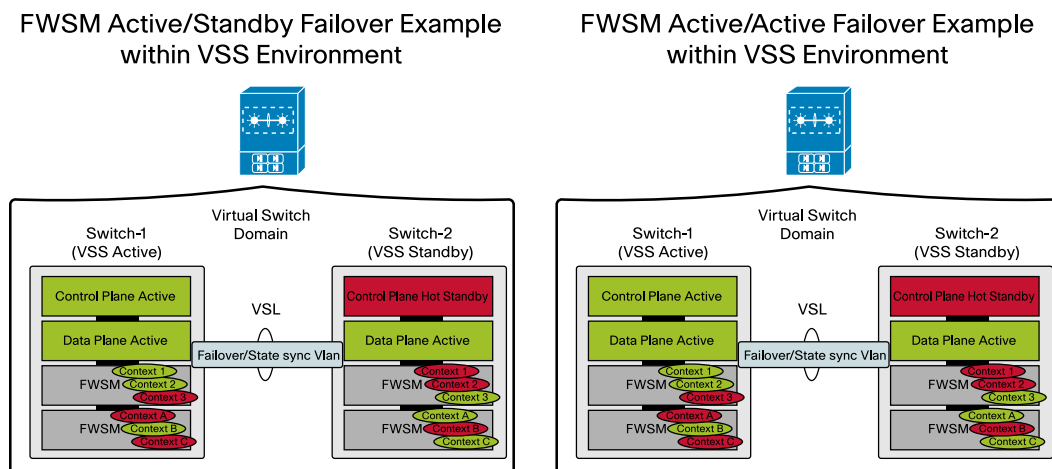 FWSM Active/Standby Failover Example
within VSS Environment
Virtual Switch
Domain
Switch-1
(VSS Active)
Switch-2
(VSS Standby)
Control Plane Active
Data Plane Active
VSL
Failover/State sync Vlan
Control Plane Hot Standby
Data Plane Active
FWSM
Context 1
Context 2
Context 3
FWSM
Context A
Context B
Context C
FWSM
Context 1
Context 2
Context 3
FWSM
Context A
Context B
Context C
FWSM Active/Active Failover Example
within VSS Environment
Virtual Switch
Domain
Switch-1
(VSS Active)
Switch-2
(VSS Standby)
Control Plane Active
Data Plane Active
VSL
Failover/State sync Vlan
Control Plane Hot Standby
Data Plane Active
FWSM
Context 1
Context 2
Context 3
FWSM
Context A
Context B
Context C
FWSM
Context 1
Context 2
Context 3
FWSM
Context A
Context B
Context C